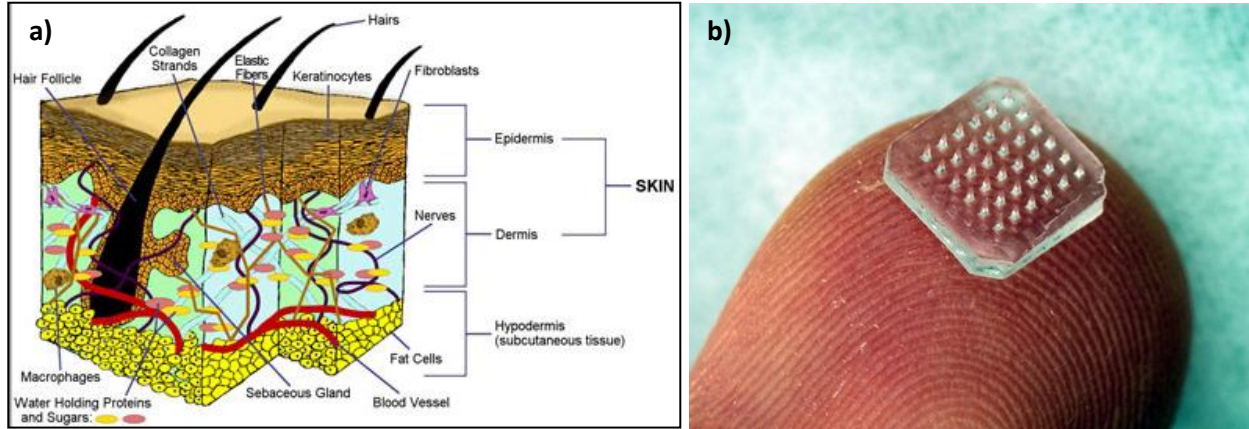 a)
Hairs
Collagen
Strands
Elastic
Fibers
Keratinocytes
Fibroblasts
Hair Follicle
Epidermis
SKIN
Nerves
Dermis
Hypodermis
(subcutaneous tissue)
Fat Cells
Macrophages
Sebaceous Gland
Blood Vessel
Water Holding Proteins
and Sugars:
b)